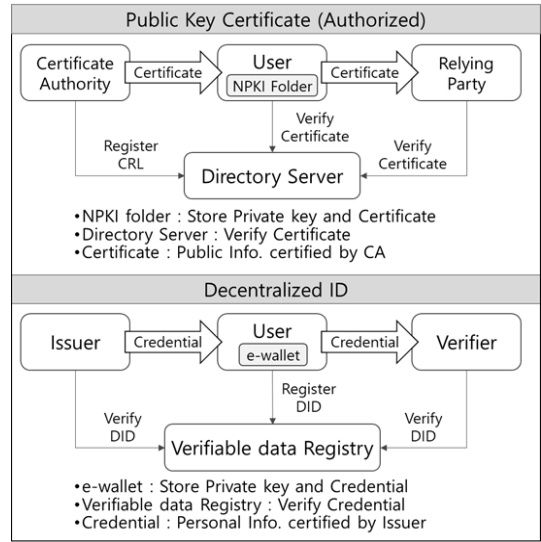 Public Key Certificate (Authorized)
Certificate
Authority
Certificate
User
NPKI Folder
Certificate
Relying
Party
Register
CRL
Verify
Certificate
Verify
Certificate
Directory Server
•NPKI folder : Store Private key and Certificate
•Directory Server : Verify Certificate
•Certificate : Public Info. certified by CA
Decentralized ID
Issuer
Credential
User
e-wallet
Credential
Verifier
Verify
DID
Register
DID
Verify
DID
Verifiable data Registry
•e-wallet : Store Private key and Credential
•Verifiable data Registry : Verify Credential
•Credential : Personal Info. certified by Issuer